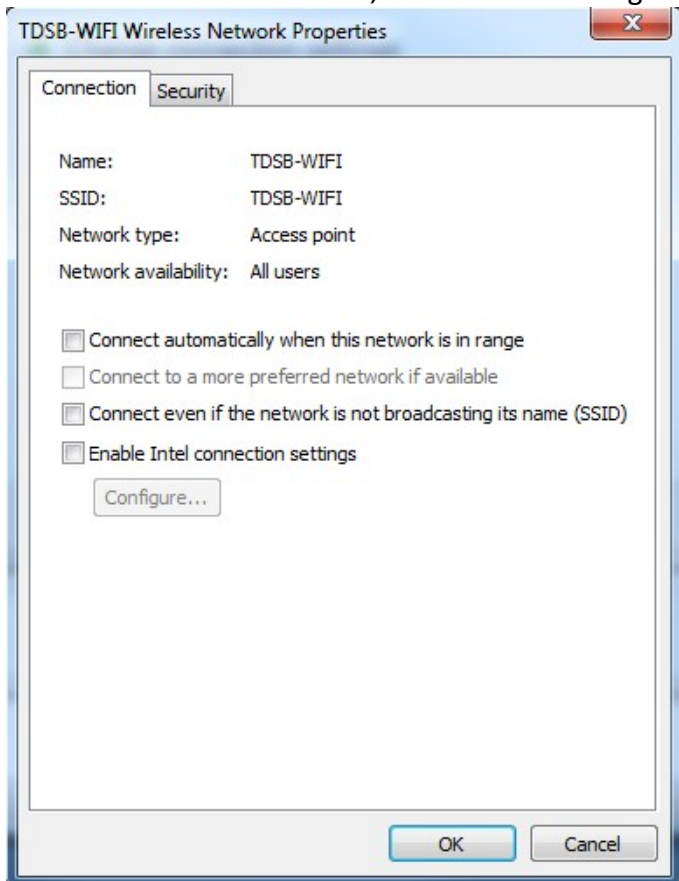 TDSB-WIFI Wireless Network Properties
X
Connection Security
Name: TDSB-WIFI
SSID: TDSB-WIFI
Network type: Access point
Network availability: All users
Connect automatically when this network is in range
Connect to a more preferred network if available
Connect even if the network is not broadcasting its name (SSID)
Enable Intel connection settings
Configure...
OK Cancel